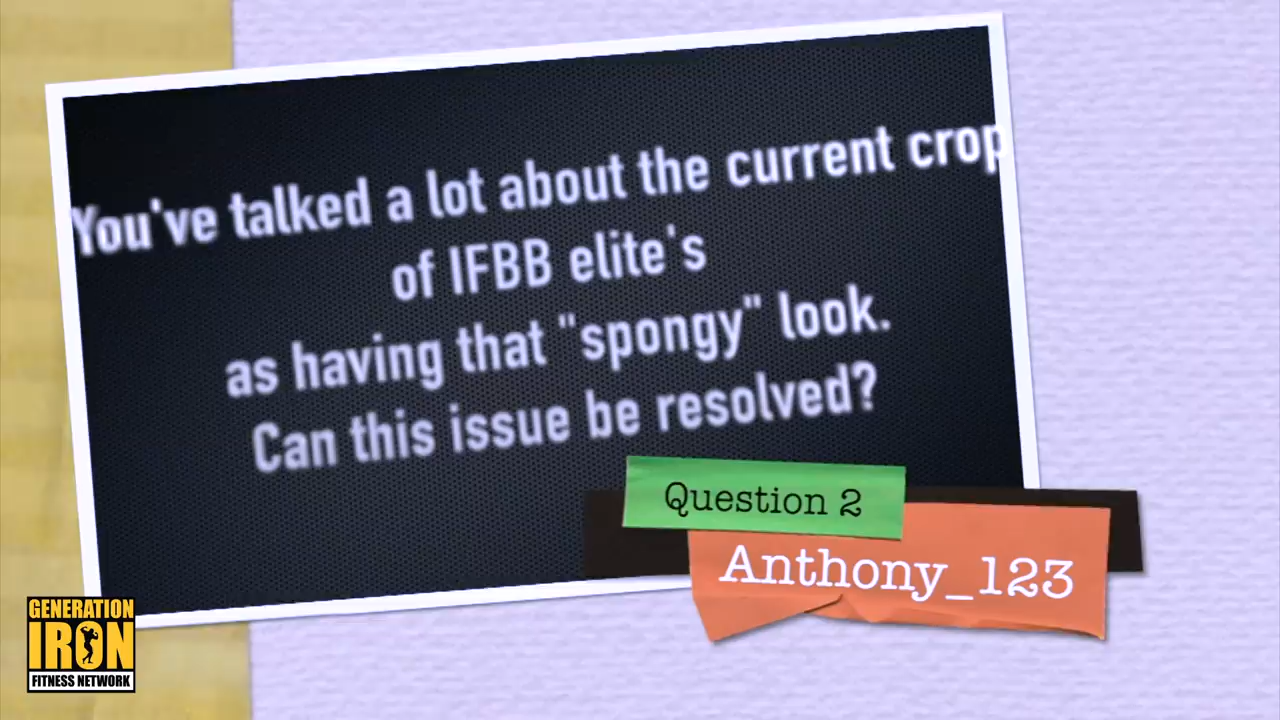 You've talked a lot about the current crop
of IFBB elite's
as having that "spongy" look.
Can this issue be resolved?
Question 2
Anthony_123
GENERATION
IRON
FITNESS NETWORK